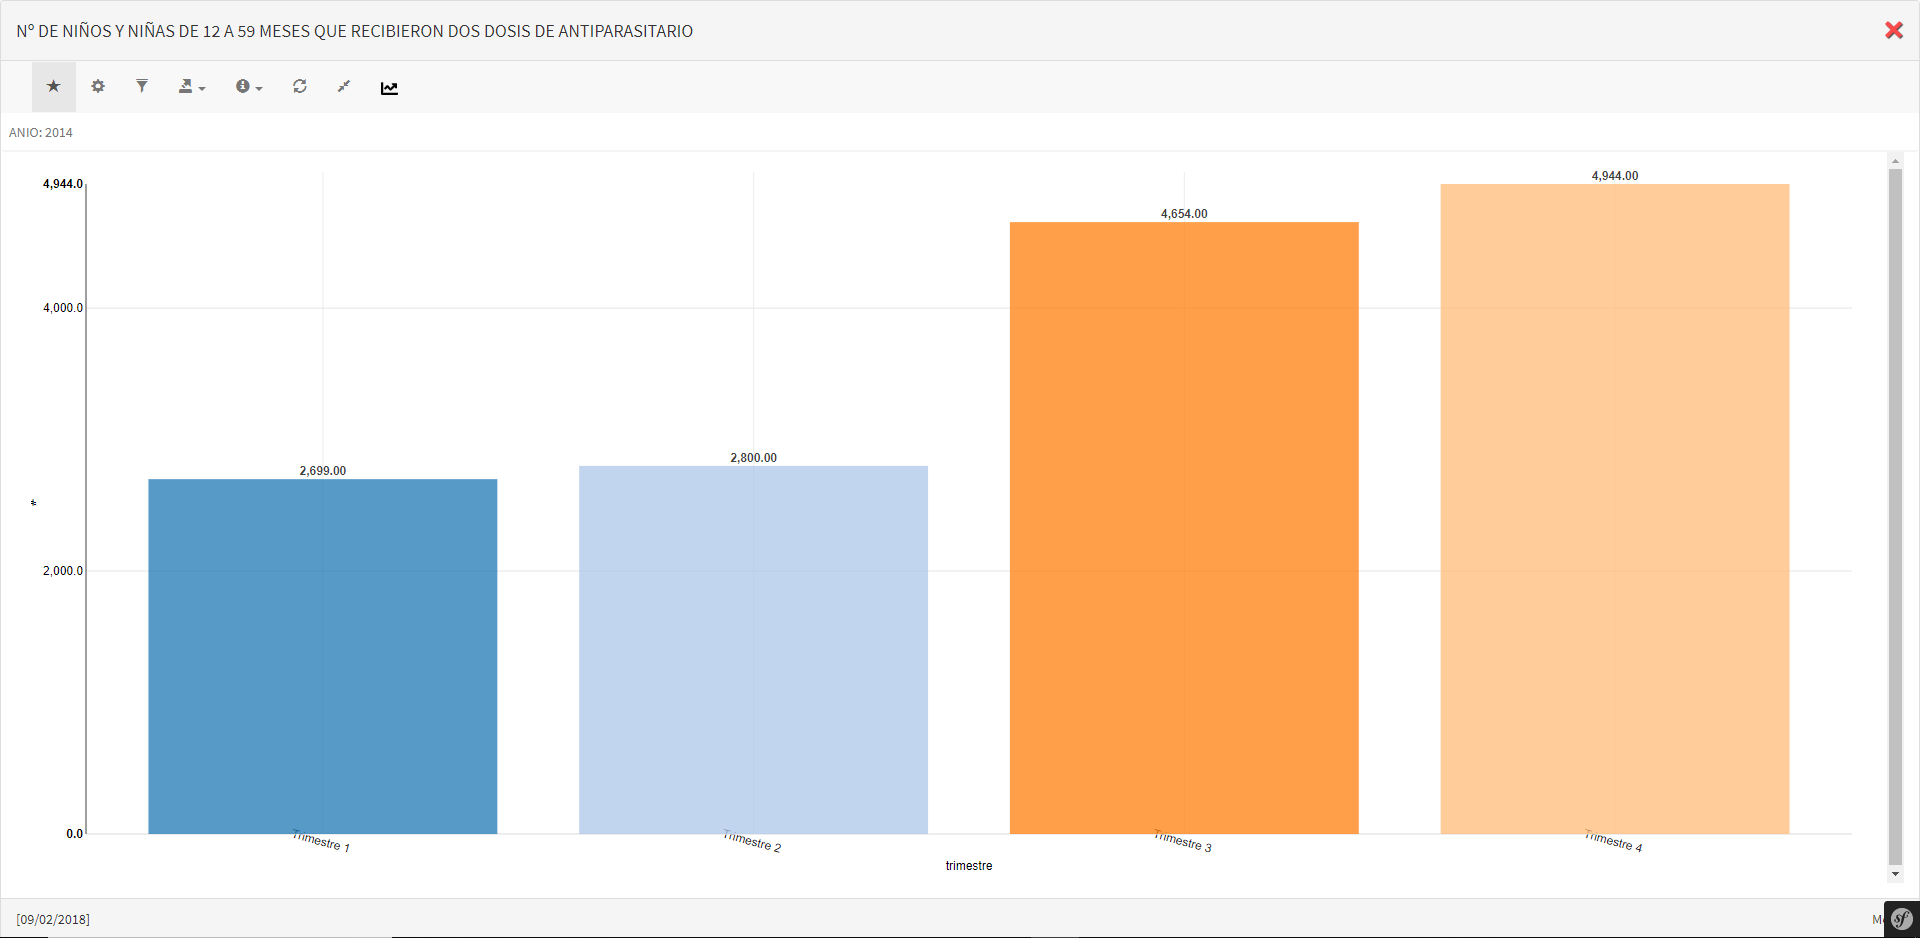 Nº DE NIÑOS Y NIÑAS DE 12 A 59 MESES QUE RECIBIERON DOS DOSIS DE ANTIPARASITARIO
ANIO: 2014
4,944.0
4,000.0
2,000.0
0.0
2,699.00
2,800.00
4,654.00
4,944.00
Trimestre 1
Trimestre 2
Trimestre 3
Trimestre 4
trimestre
[09/02/2018]
sf